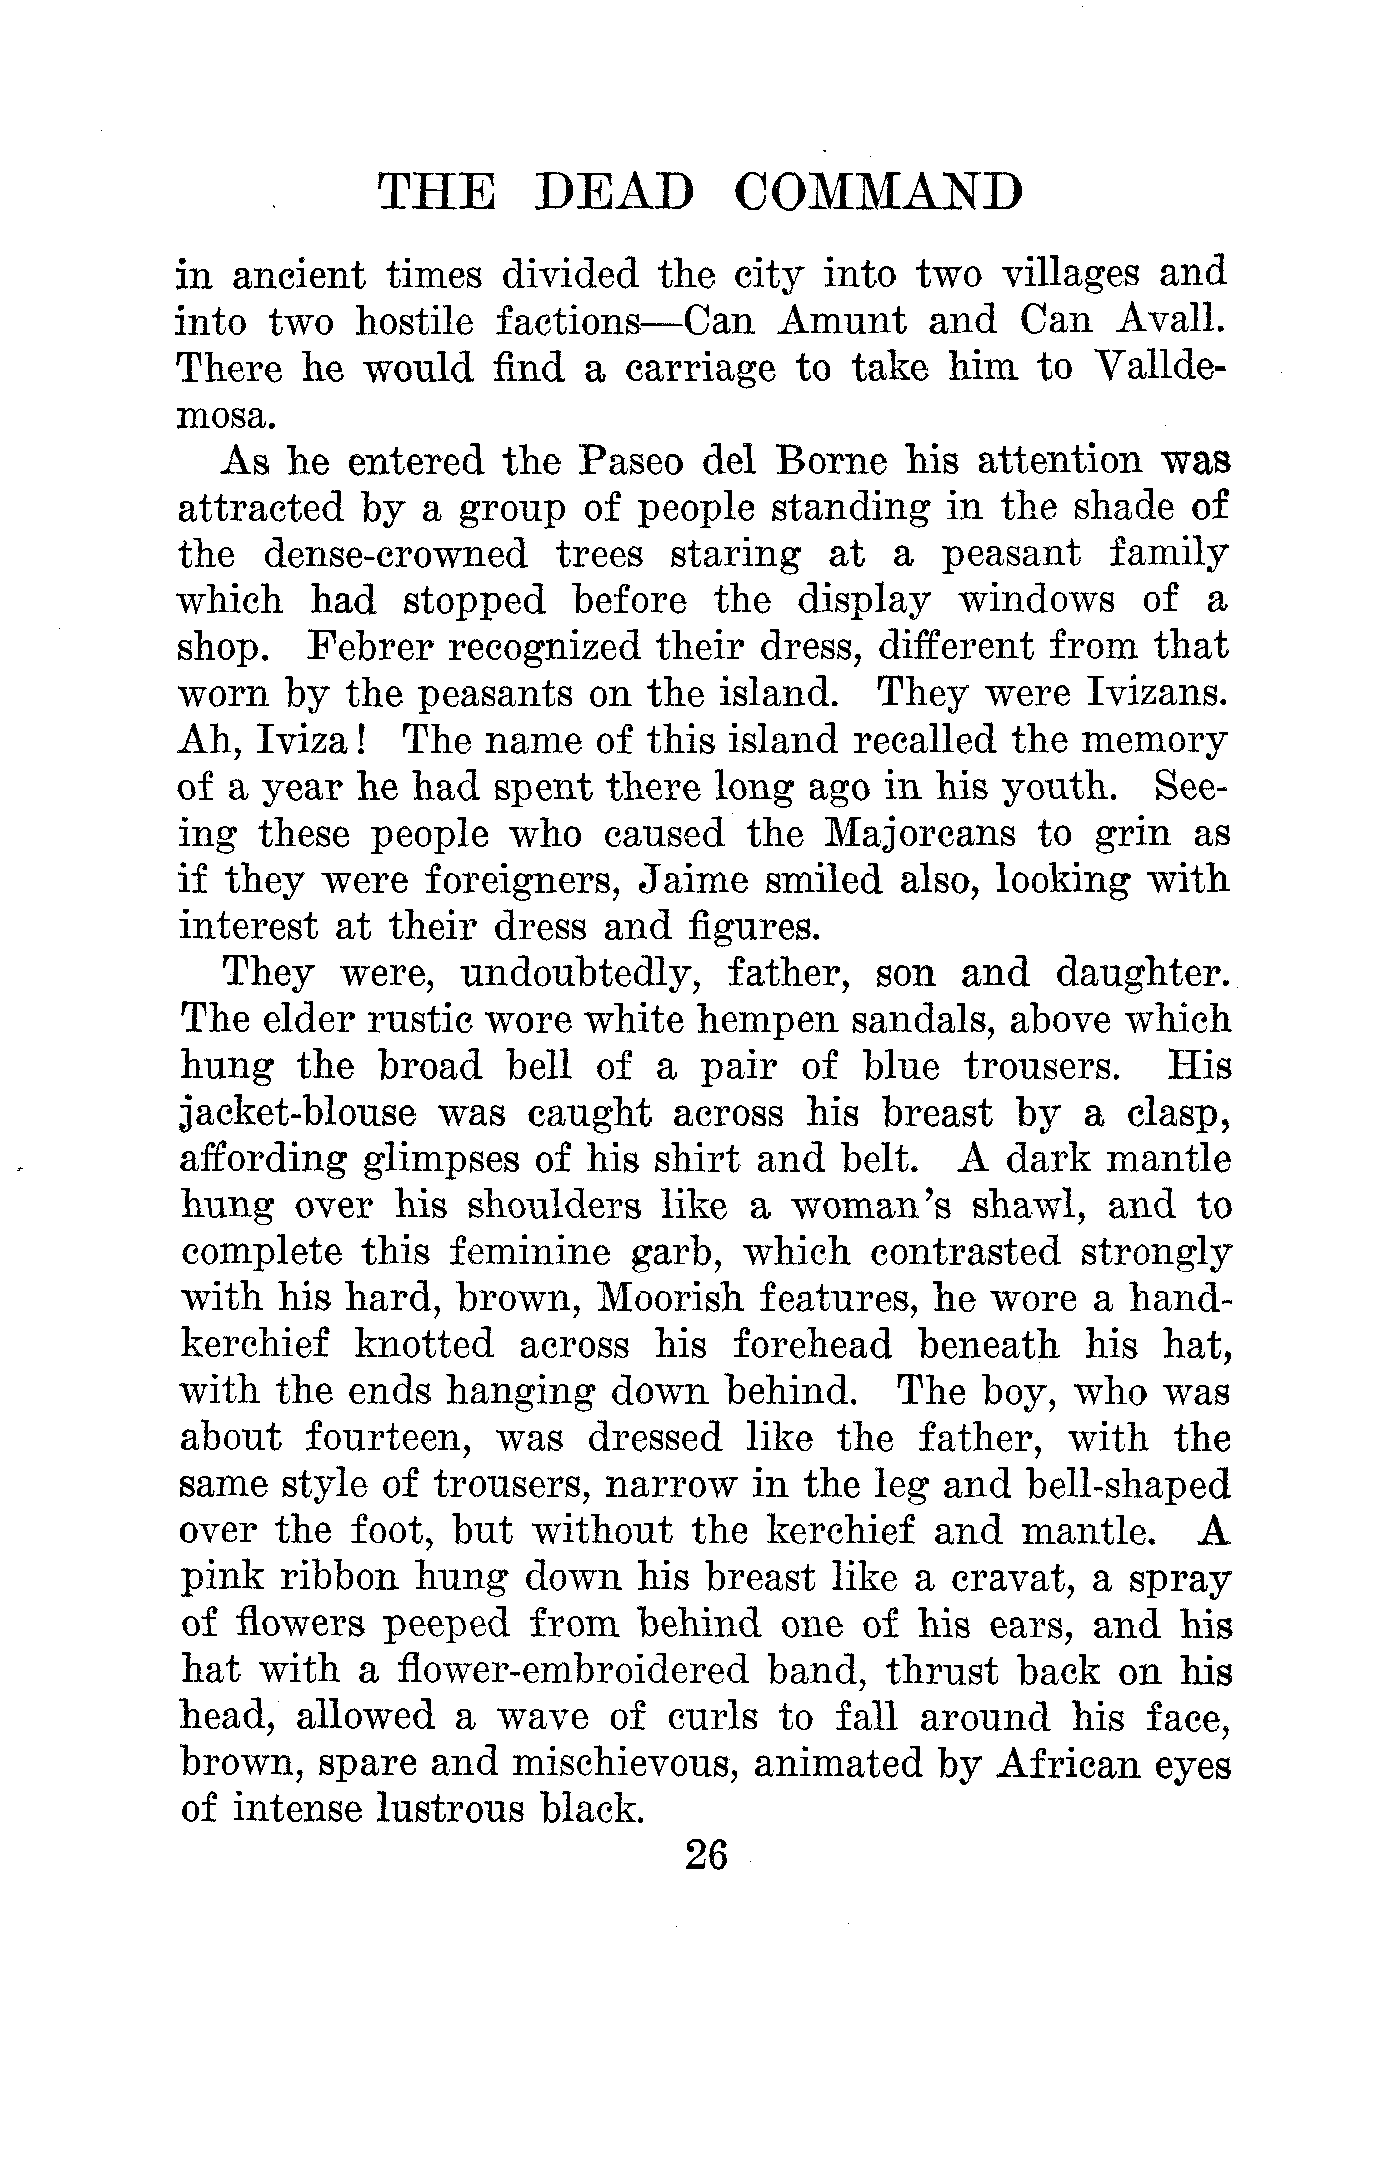 THE DEAD COMMAND
in ancient times divided the city into two villages and
into two hostile factions—Can Amunt and Can Avall.
There he would find a carriage to take him to Vallde-
mosa.
As he entered the Paseo del Borne his attention was
attracted by a group of people standing in the shade of
the dense-crowned trees staring at a peasant family
which had stopped before the display windows of a
shop. Febrer recognized their dress, different from that
worn by the peasants on the island. They were Ivizans.
Ah, Iviza! The name of this island recalled the memory
of a year he had spent there long ago in his youth. See-
ing these people who caused the Majorcans to grin as
if they were foreigners, Jaime smiled also, looking with
interest at their dress and figures.
They were, undoubtedly, father, son and daughter.
The elder rustic wore white hempen sandals, above which
hung the broad bell of a pair of blue trousers. His
jacket-blouse was caught across his breast by a clasp,
affording glimpses of his shirt and belt. A dark mantle
hung over his shoulders like a woman's shawl, and to
complete this feminine garb, which contrasted strongly
with his hard, brown, Moorish features, he wore a hand-
kerchief knotted across his forehead beneath his hat,
with the ends hanging down behind. The boy, who was
about fourteen, was dressed like the father, with the
same style of trousers, narrow in the leg and bell-shaped
over the foot, but without the kerchief and mantle. A
pink ribbon hung down his breast like a cravat, a spray
of flowers peeped from behind one of his ears, and his
hat with a flower-embroidered band, thrust back on his
head, allowed a wave of curls to fall around his face,
brown, spare and mischievous, animated by African eyes
of intense lustrous black.
26